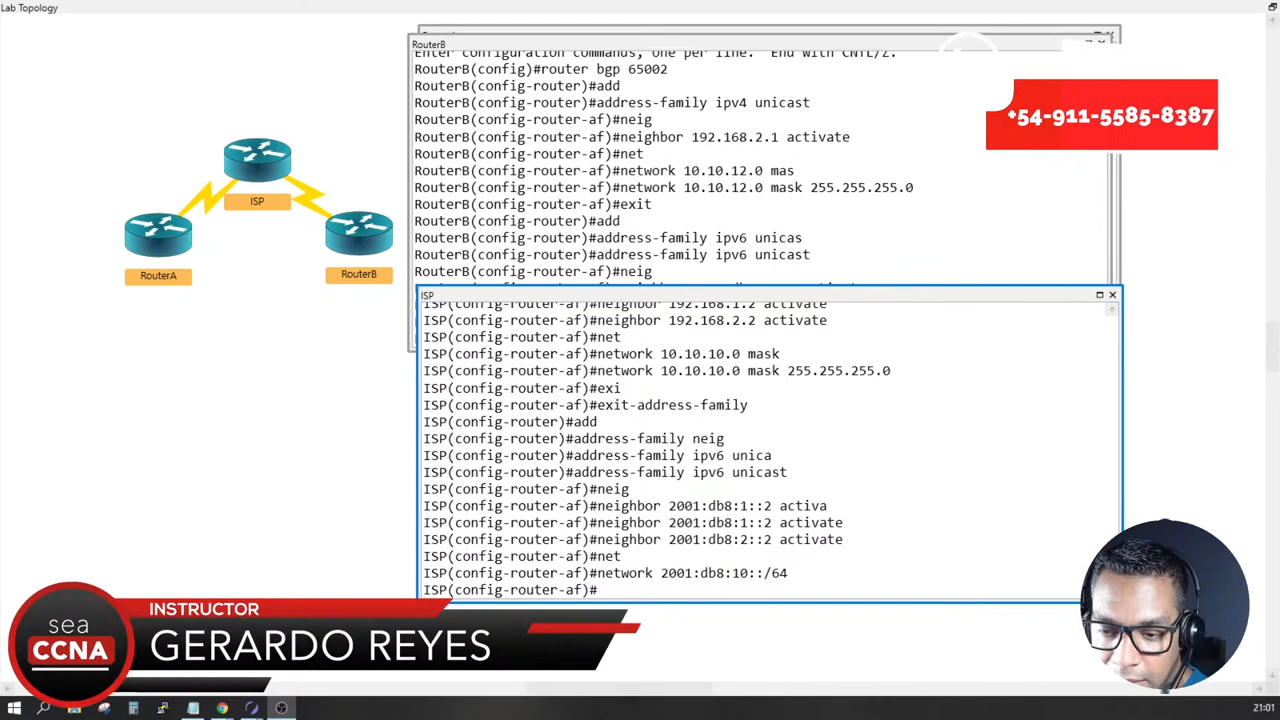 Lab Topology
RouterB
Enter configuration commands, one per line. End with CNTL/Z.
RouterB(config)#router bgp 65002
RouterB(config-router)#add
RouterB(config-router)#address-family ipv4 unicast
RouterB(config-router-af)#neig
RouterB(config-router-af)#neighbor 192.168.2.1 activate
RouterB(config-router-af)#net
RouterB(config-router-af)#network 10.10.12.0 mas
RouterB(config-router-af)#network 10.10.12.0 mask 255.255.255.0
RouterB(config-router-af)#exit
RouterB(config-router)#add
RouterB(config-router)#address-family ipv6 unicas
RouterB(config-router)#address-family ipv6 unicast
RouterB(config-router-af)#neig
+54-911-5585-8387
ISP
RouterA
RouterB
ISP
ISP(config-router-af)#neighbor 192.168.1.2 activate
ISP(config-router-af)#neighbor 192.168.2.2 activate
ISP(config-router-af)#net
ISP(config-router-af)#network 10.10.10.0 mask
ISP(config-router-af)#network 10.10.10.0 mask 255.255.255.0
ISP(config-router-af)#exi
ISP(config-router-af)#exit-address-family
ISP(config-router)#add
ISP(config-router)#address-family neig
ISP(config-router)#address-family ipv6 unica
ISP(config-router)#address-family ipv6 unicast
ISP(config-router-af)#neig
ISP(config-router-af)#neighbor 2001:db8:1::2 activa
ISP(config-router-af)#neighbor 2001:db8:1::2 activate
ISP(config-router-af)#neighbor 2001:db8:2::2 activate
ISP(config-router-af)#net
ISP(config-router-af)#network 2001:db8:10::/64
ISP(config-router-af)#
sea
CCNA
INSTRUCTOR
GERARDO REYES
21:01